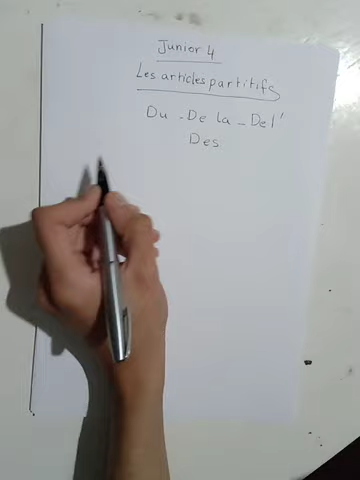 Junior 4
Les articles partitifs
Du - De la - De l'
Des